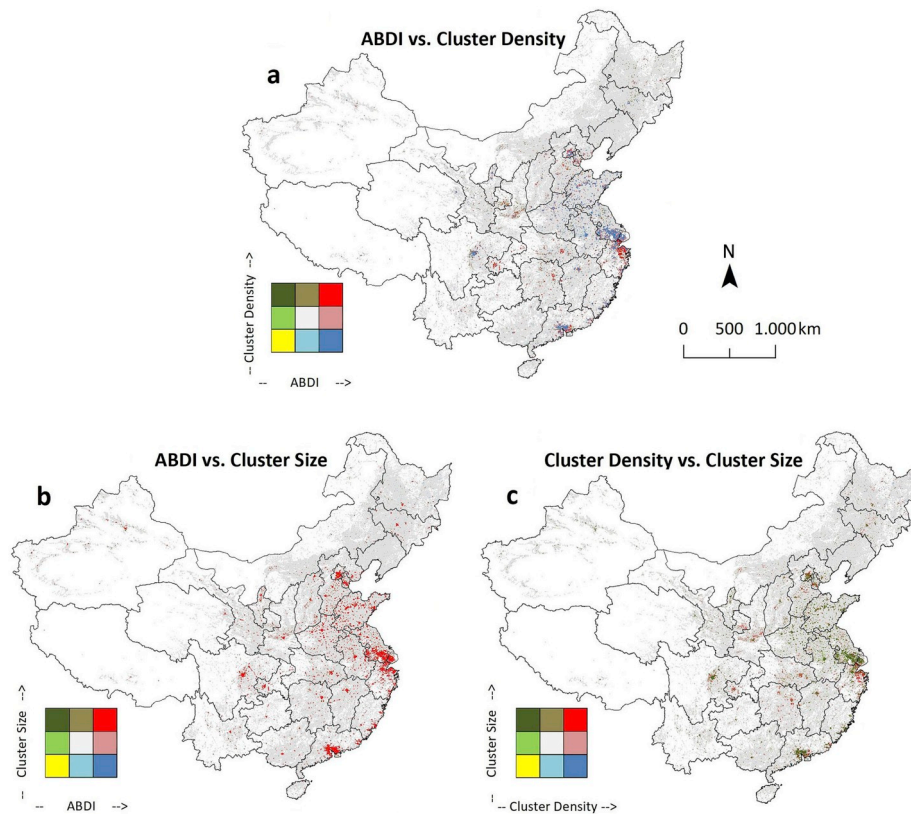 ABDI vs. Cluster Density
a
N
0 500 1.000 km
-- Cluster Density -->
-- ABDI -->
ABDI vs. Cluster Size
b
-- Cluster Size -->
-- ABDI -->
Cluster Density vs. Cluster Size
c
-- Cluster Size -->
-- Cluster Density -->